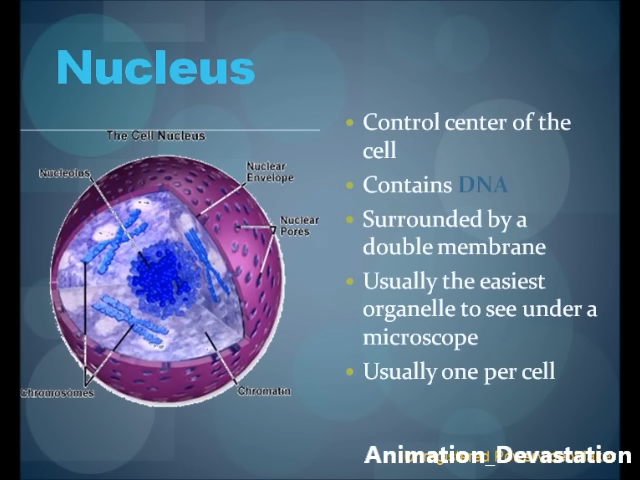 Nucleus
The Cell Nucleus
Nucleolus
Nuclear
Envelope
Nuclear
Pores
Chromosomes
Chromatin
• Control center of the
cell
• Contains DNA
• Surrounded by a
double membrane
• Usually the easiest
organelle to see under a
microscope
• Usually one per cell
Animation_Devastation